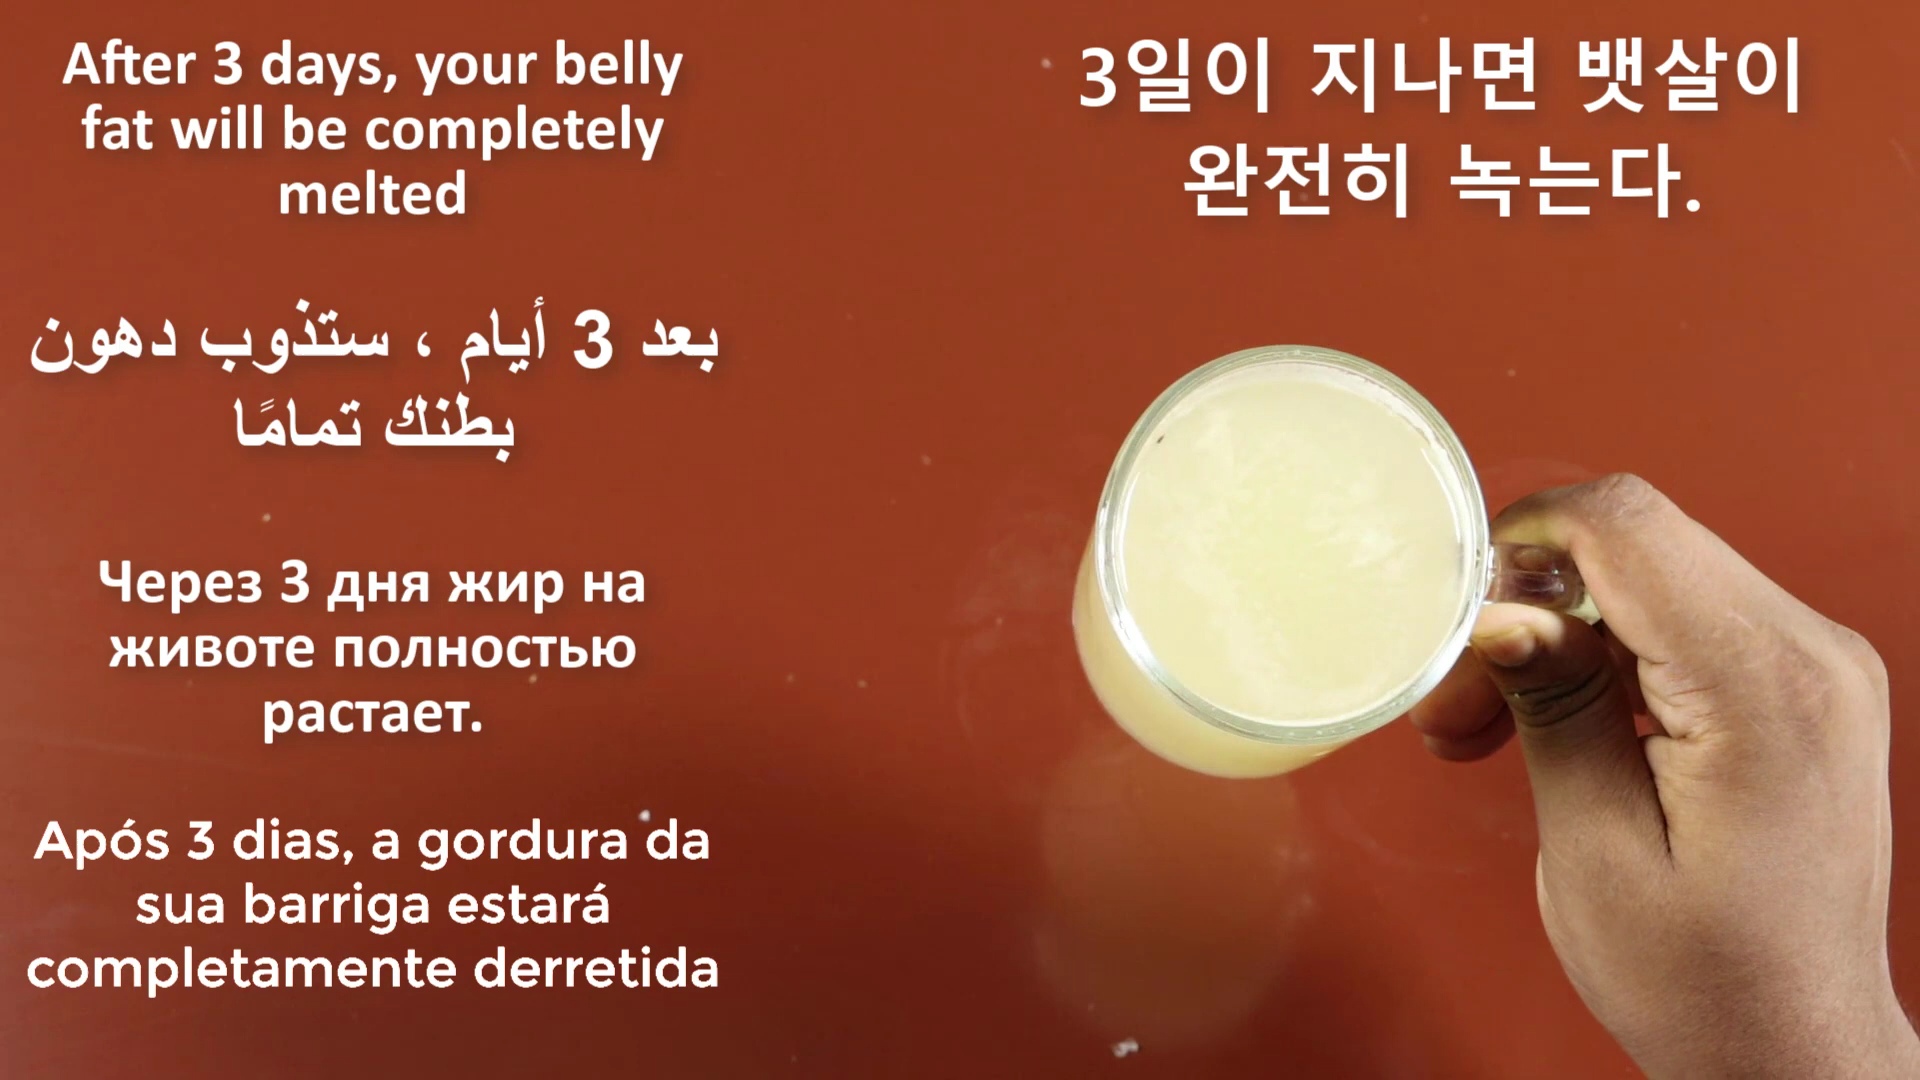 After 3 days, your belly
fat will be completely
melted
بعد 3 أيام ، ستذوب دهون
بطنك تمامًا
Через 3 дня жир на
животе полностью
растает.
Após 3 dias, a gordura da
sua barriga estará
completamente derretida
3일이 지나면 뱃살이
완전히 녹는다.